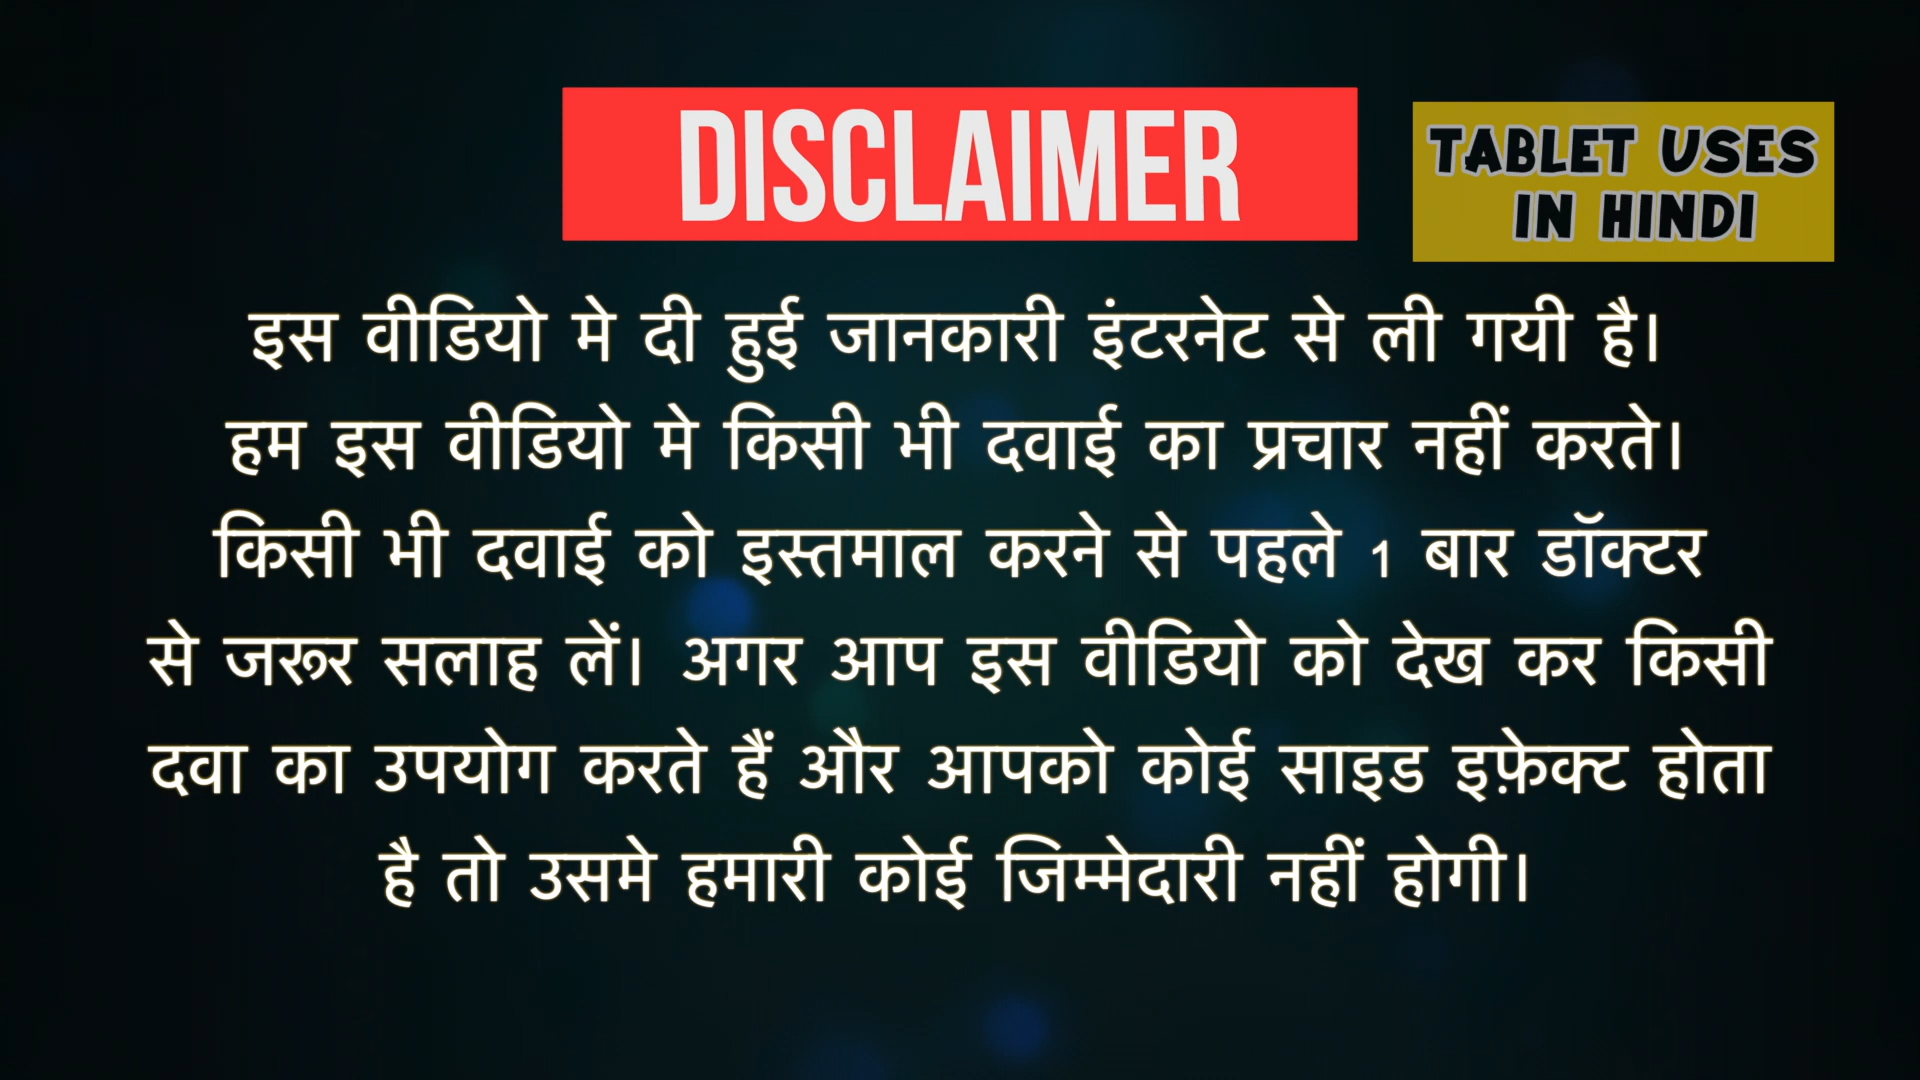 DISCLAIMER
TABLET USES
IN HINDI
इस वीडियो मे दी हुई जानकारी इंटरनेट से ली गयी है।
हम इस वीडियो मे किसी भी दवाई का प्रचार नहीं करते।
किसी भी दवाई को इस्तमाल करने से पहले 1 बार डॉक्टर
से जरूर सलाह लें। अगर आप इस वीडियो को देख कर किसी
दवा का उपयोग करते हैं और आपको कोई साइड इफ़ेक्ट होता
है तो उसमे हमारी कोई जिम्मेदारी नहीं होगी।